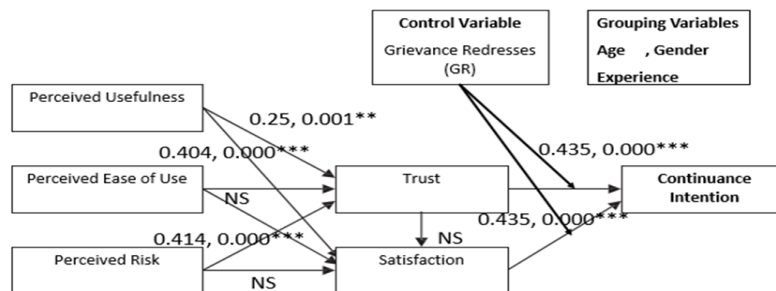 Control Variable
Grievance Redresses
(GR)
Grouping Variables
Age , Gender
Experience
Perceived Usefulness
0.25, 0.001**
0.404, 0.000***
0.435, 0.000***
Perceived Ease of Use
Trust
Continuance
Intention
NS
0.435, 0.000***
0.414, 0.000***
NS
Perceived Risk
Satisfaction
NS